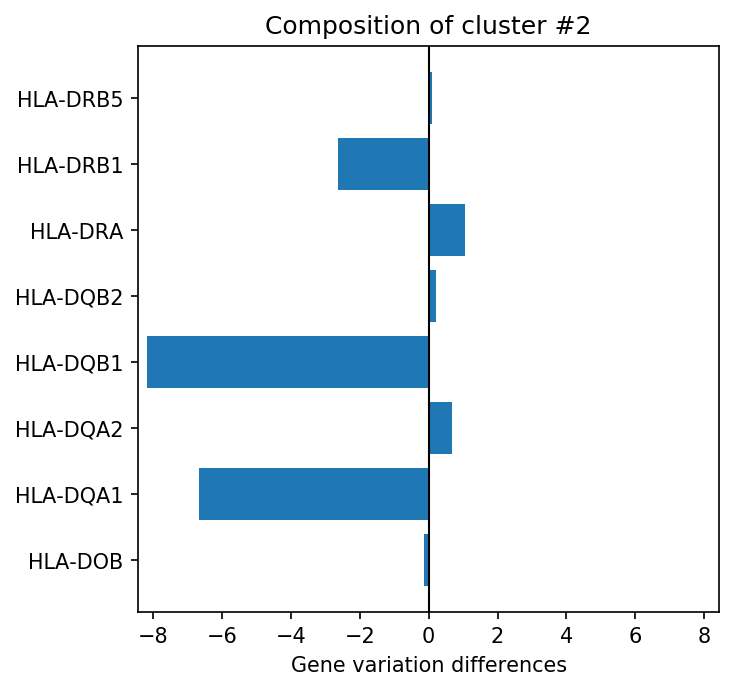 Composition of cluster #2
HLA-DRB5
HLA-DRB1
HLA-DRA
HLA-DQB2
HLA-DQB1
HLA-DQA2
HLA-DQA1
HLA-DOB
−8 −6 −4 −2 0 2 4 6 8
Gene variation differences